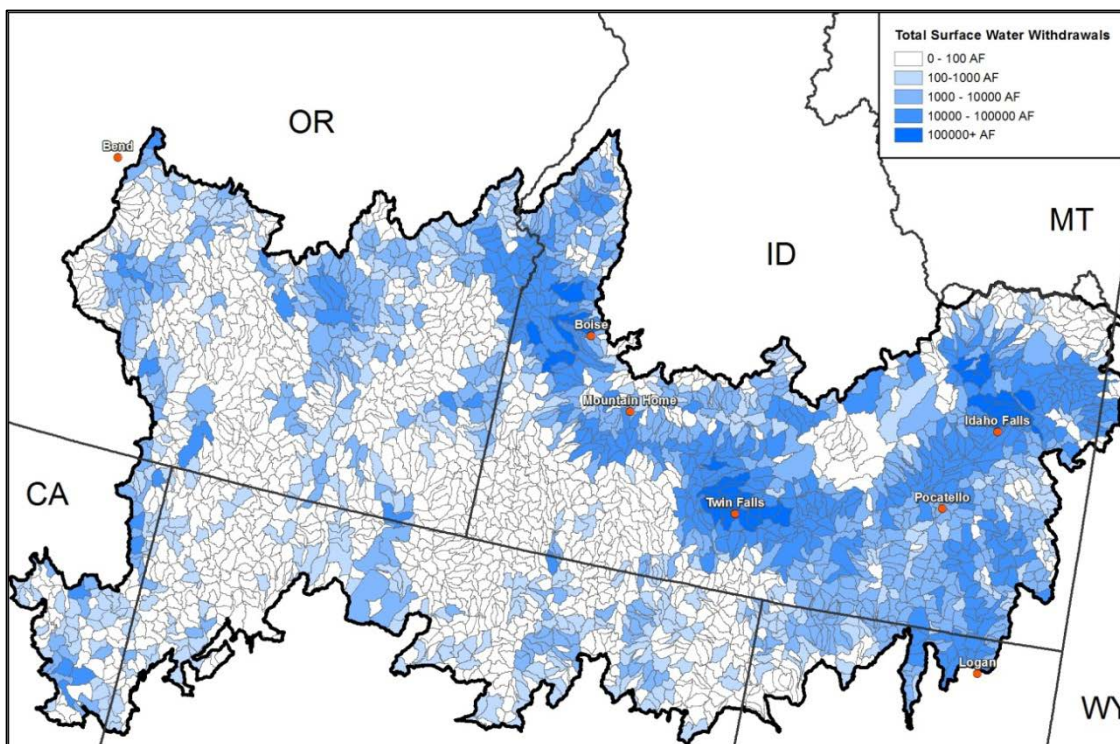 Total Surface Water Withdrawals
0 - 100 AF
100-1000 AF
1000 - 10000 AF
10000 - 100000 AF
100000+ AF
OR
Bend
MT
ID
Boise
Mountain Home
Idaho Falls
CA
Twin Falls
Pocatello
Logan
WY